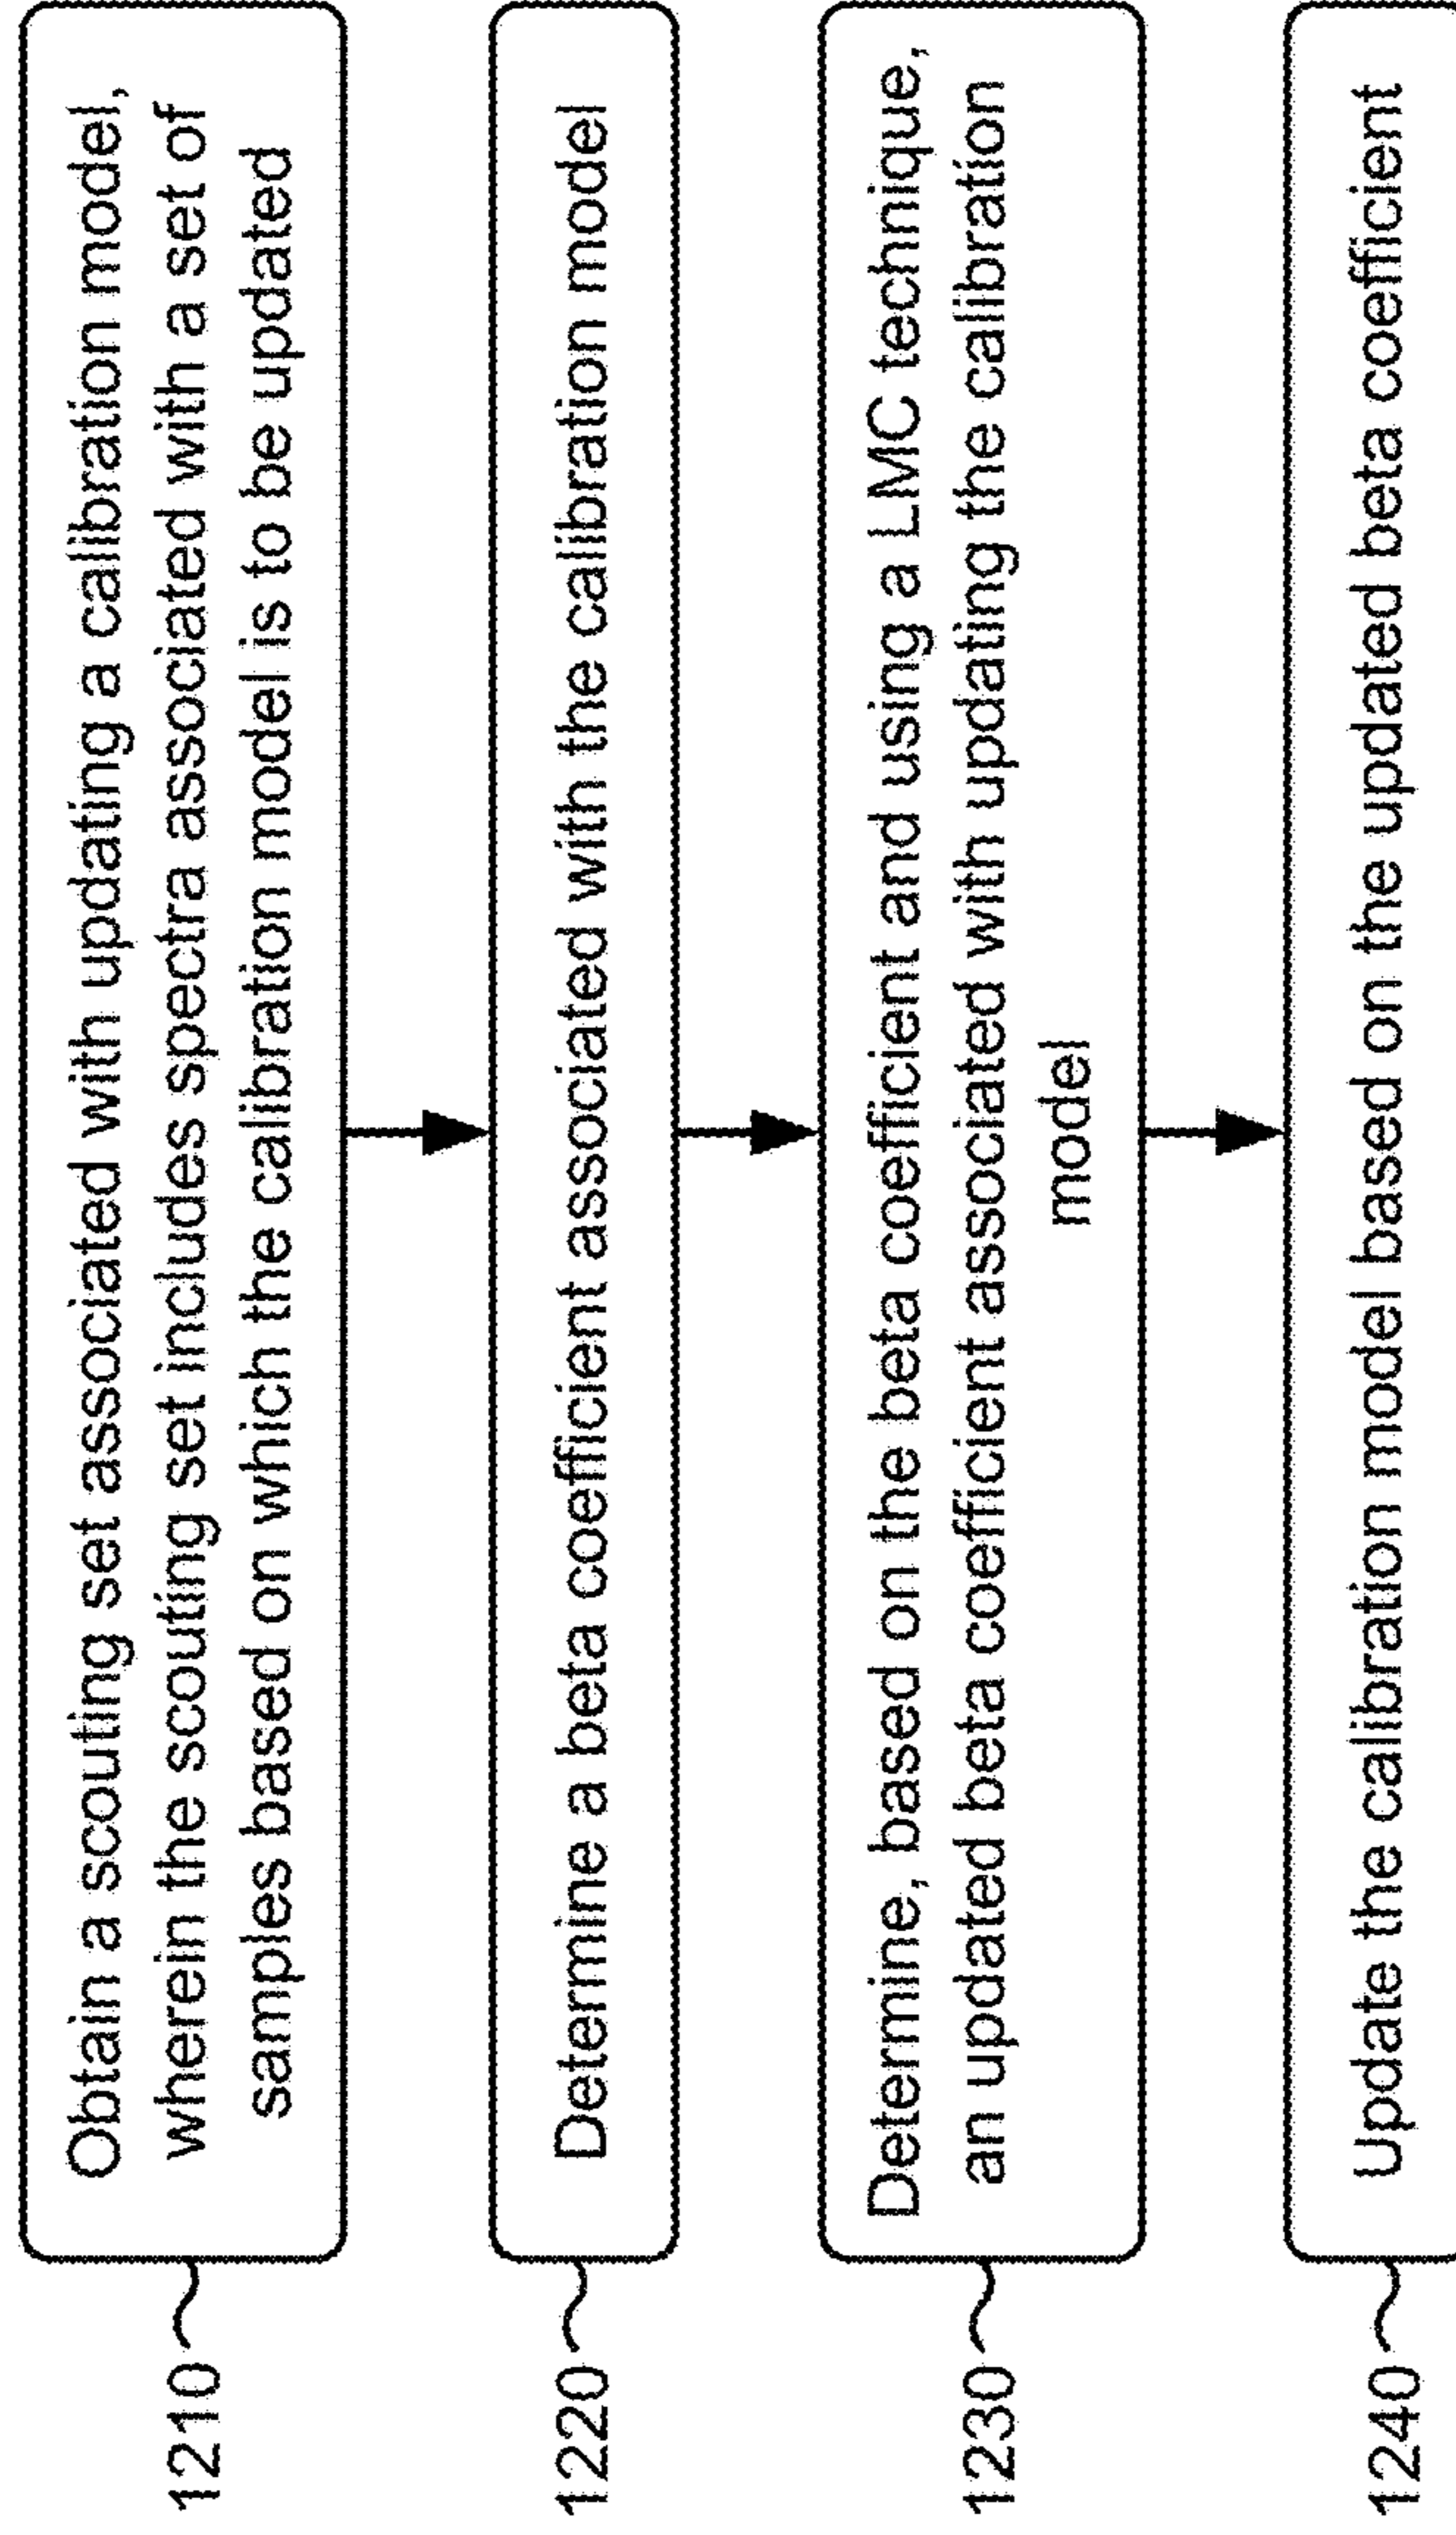 1210
Obtain a scouting set associated with updating a calibration model,
wherein the scouting set includes spectra associated with a set of
samples based on which the calibration model is to be updated
1220
Determine a beta coefficient associated with the calibration model
1230
Determine, based on the beta coefficient and using a LMC technique,
an updated beta coefficient associated with updating the calibration
model
1240
Update the calibration model based on the updated beta coefficient